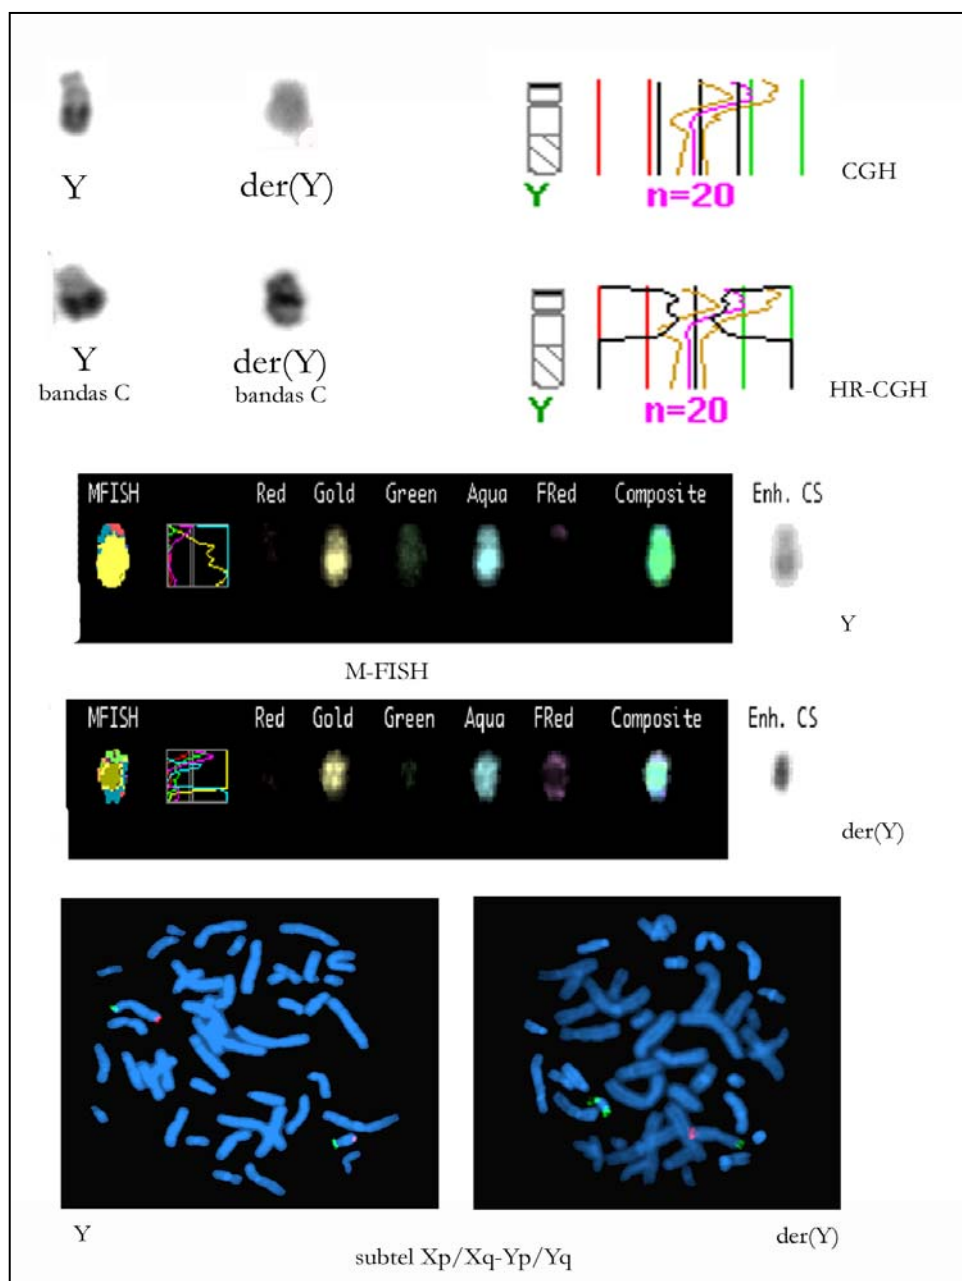 Y der(Y)
Y
n=20
CGH
Y der(Y)
bandas C bandas C
Y
n=20
HR-CGH
MFISH Red Gold Green Aqua FRed Composite Enh. CS
Y
M-FISH
MFISH Red Gold Green Aqua FRed Composite Enh. CS
der(Y)
Y der(Y)
subtel Xp/Xq-Yp/Yq